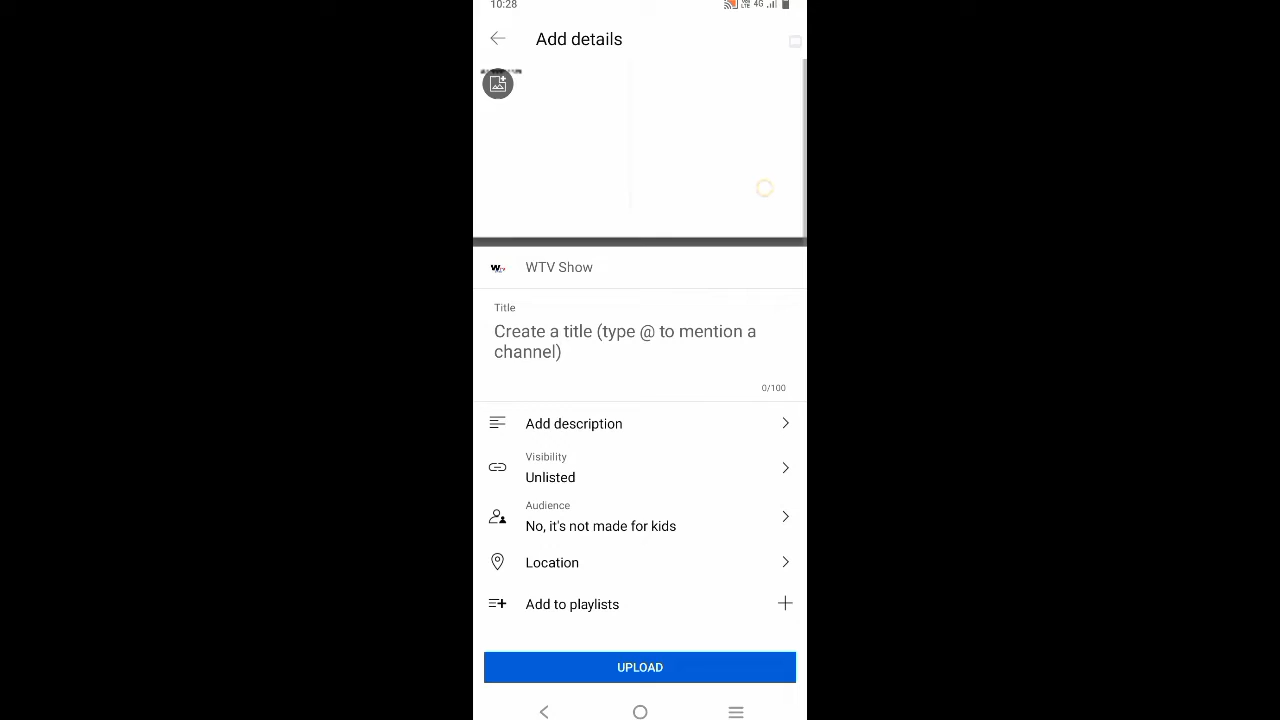 10:28
4G
Add details
WTV Show
Title
Create a title (type @ to mention a
channel)
0/100
Add description
Visibility
Unlisted
Audience
No, it's not made for kids
Location
Add to playlists
UPLOAD